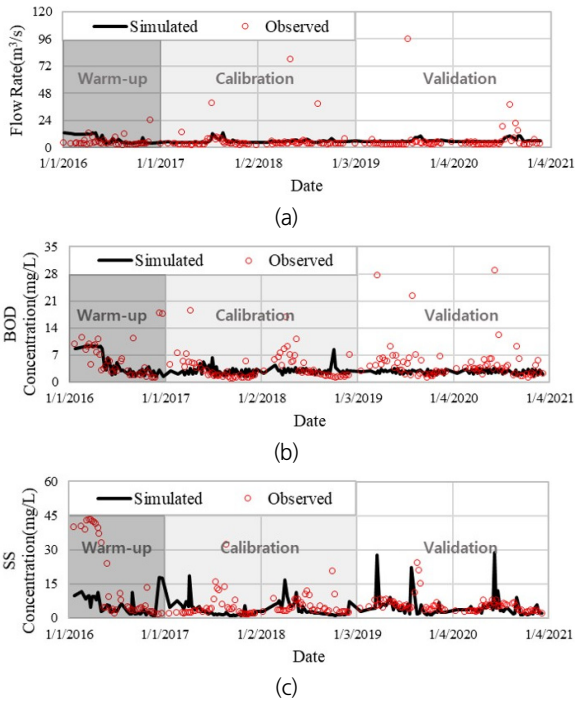 Simulated Observed
Warm-up Calibration Validation
Flow Rate(m³/s)
120
96
72
48
24
0
1/1/2016 1/1/2017 1/2/2018 1/3/2019 1/4/2020 1/4/2021
Date
(a)
Simulated Observed
Warm-up Calibration Validation
BOD
Concentration(mg/L)
35
28
21
14
7
0
1/1/2016 1/1/2017 1/2/2018 1/3/2019 1/4/2020 1/4/2021
Date
(b)
Simulated Observed
Warm-up Calibration Validation
SS
Concentration(mg/L)
60
45
30
15
0
1/1/2016 1/1/2017 1/2/2018 1/3/2019 1/4/2020 1/4/2021
Date
(c)